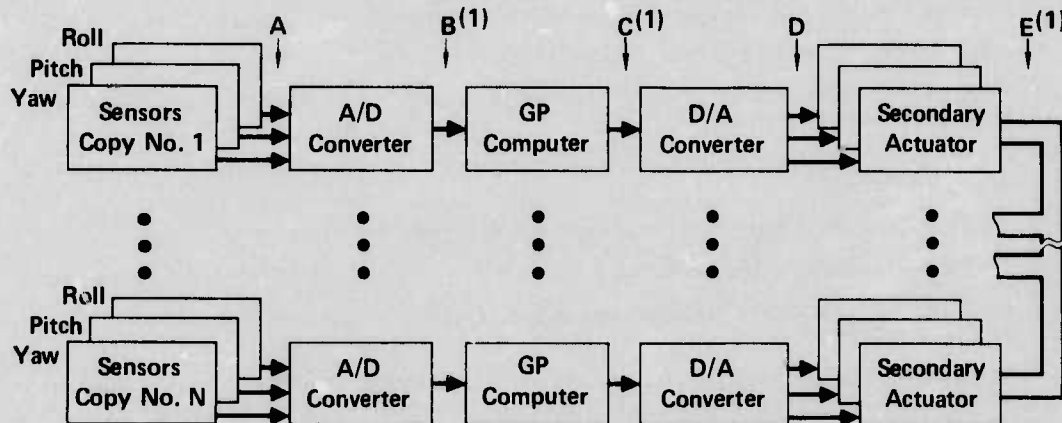 A B(1) C(1) D E(1)
Roll
Pitch
Yaw
Sensors
Copy No. 1
A/D
Converter
GP
Computer
D/A
Converter
Secondary
Actuator
Roll
Pitch
Yaw
Sensors
Copy No. N
A/D
Converter
GP
Computer
D/A
Converter
Secondary
Actuator